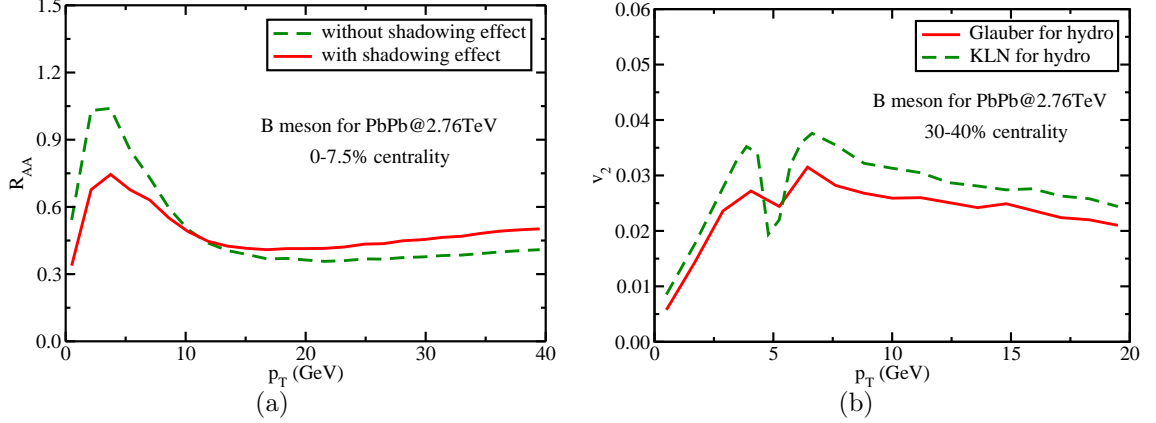 1.5
1.2
0.9
0.6
0.3
0.0
R_AA
without shadowing effect
with shadowing effect
B meson for PbPb@2.76TeV
0-7.5% centrality
0 10 20 30 40
p_T (GeV)
(a)
0.06
0.05
0.04
0.03
0.02
0.01
0.00
v_2
Glauber for hydro
KLN for hydro
B meson for PbPb@2.76TeV
30-40% centrality
0 5 10 15 20
p_T (GeV)
(b)